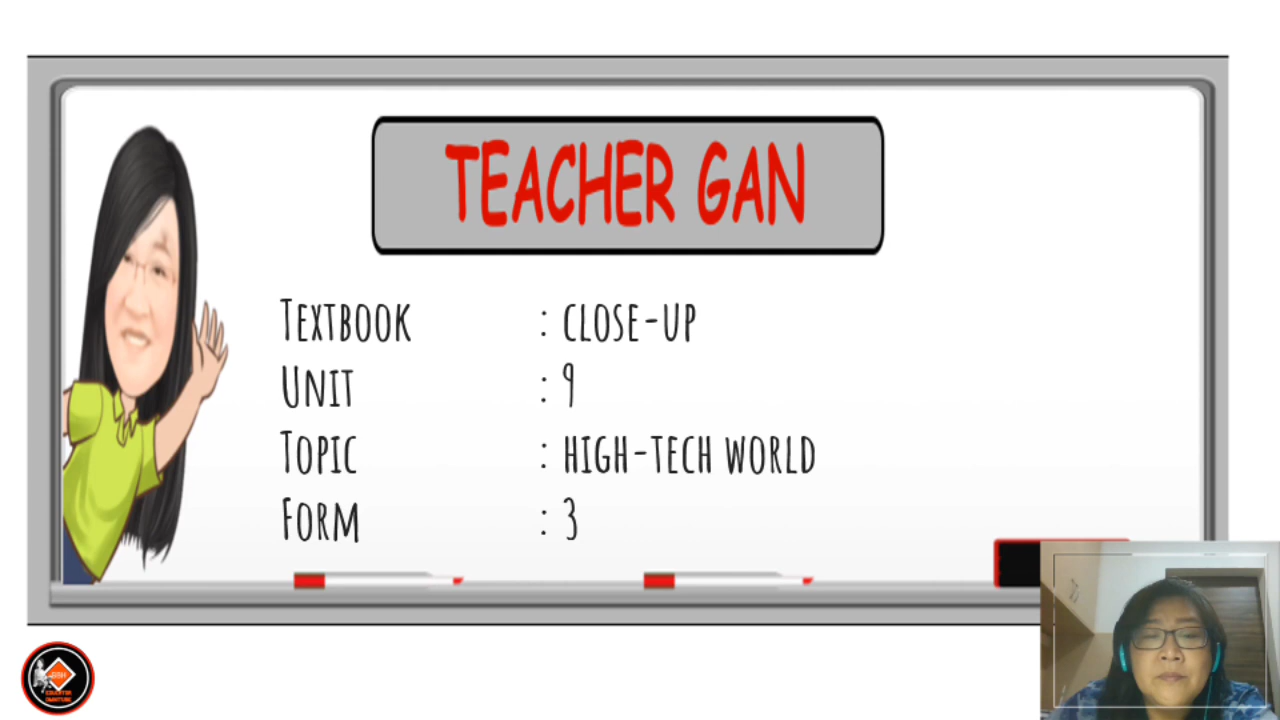 TEACHER GAN
TEXTBOOK : CLOSE-UP
UNIT : 9
TOPIC : HIGH-TECH WORLD
FORM : 3